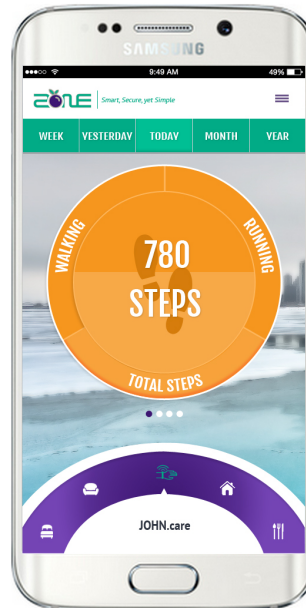 SAMSUNG
9:49 AM 49%
EZONE Smart, Secure, yet Simple
WEEK YESTERDAY TODAY MONTH YEAR
WALKING RUNNING
780
STEPS
TOTAL STEPS
JOHN.care